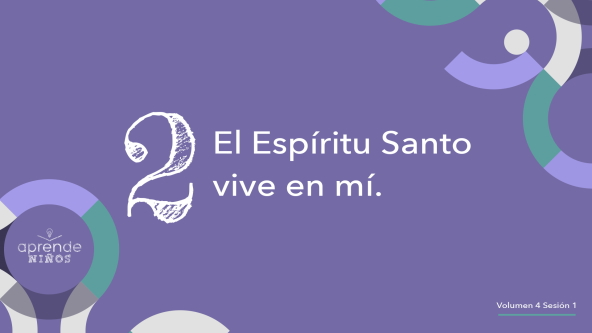 2
El Espíritu Santo
vive en mí.
aprende
NIÑOS
Volumen 4 Sesión 1